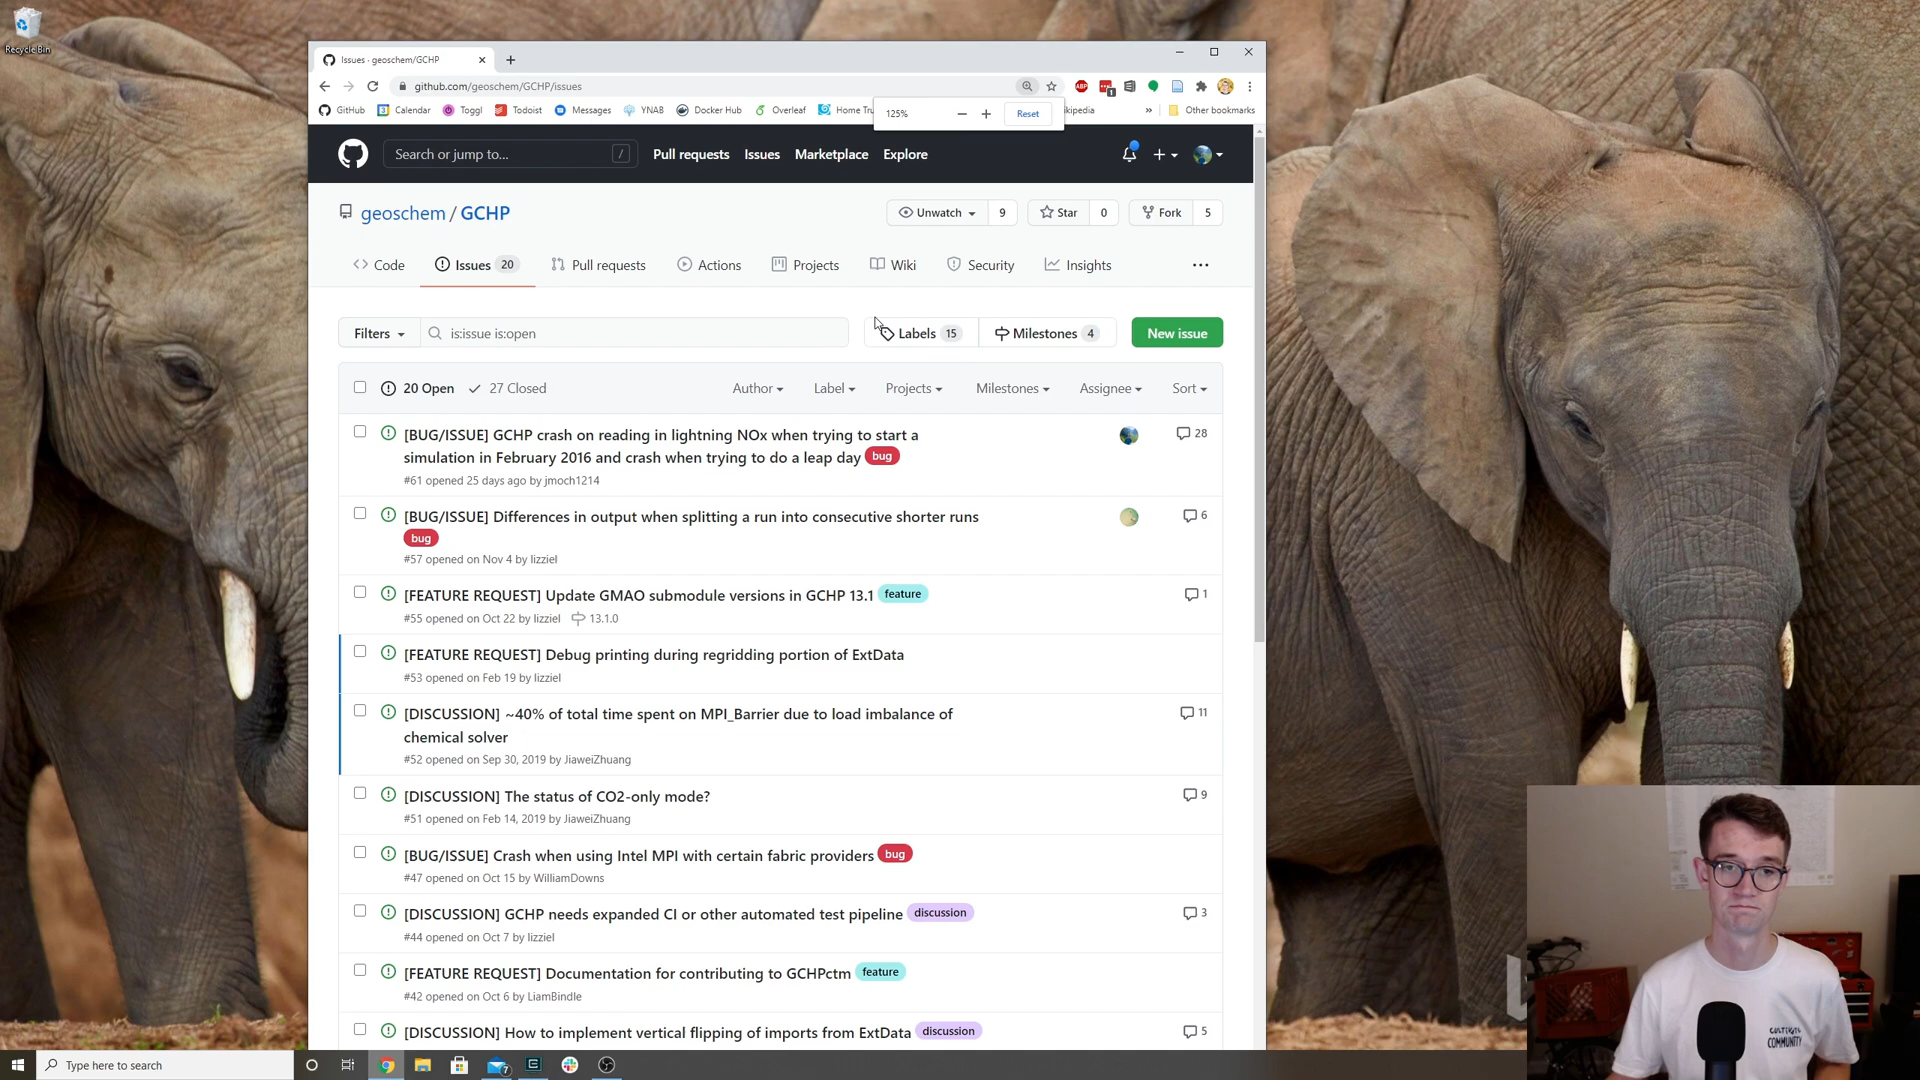 Recycle Bin
Issues · geoschem/GCHP
github.com/geoschem/GCHP/issues
ABP
1
GitHub
Calendar
Toggl
Todoist
Messages
YNAB
Docker Hub
Overleaf
Home Tru
kipedia
»
Other bookmarks
125%
Reset
Search or jump to...
/
Pull requests
Issues
Marketplace
Explore
geoschem / GCHP
Unwatch 9
Star 0
Fork 5
Code
Issues 20
Pull requests
Actions
Projects
Wiki
Security
Insights
Filters
is:issue is:open
Labels 15
Milestones 4
New issue
20 Open
27 Closed
Author
Label
Projects
Milestones
Assignee
Sort
[BUG/ISSUE] GCHP crash on reading in lightning NOx when trying to start a
simulation in February 2016 and crash when trying to do a leap day bug
28
#61 opened 25 days ago by jmoch1214
[BUG/ISSUE] Differences in output when splitting a run into consecutive shorter runs
6
bug
#57 opened on Nov 4 by lizziel
[FEATURE REQUEST] Update GMAO submodule versions in GCHP 13.1 feature
1
#55 opened on Oct 22 by lizziel 13.1.0
[FEATURE REQUEST] Debug printing during regridding portion of ExtData
#53 opened on Feb 19 by lizziel
[DISCUSSION] ~40% of total time spent on MPI_Barrier due to load imbalance of
chemical solver
11
#52 opened on Sep 30, 2019 by JiaweiZhuang
[DISCUSSION] The status of CO2-only mode?
9
#51 opened on Feb 14, 2019 by JiaweiZhuang
[BUG/ISSUE] Crash when using Intel MPI with certain fabric providers bug
#47 opened on Oct 15 by WilliamDowns
[DISCUSSION] GCHP needs expanded CI or other automated test pipeline discussion
3
#44 opened on Oct 7 by lizziel
[FEATURE REQUEST] Documentation for contributing to GCHPctm feature
#42 opened on Oct 6 by LiamBindle
[DISCUSSION] How to implement vertical flipping of imports from ExtData discussion
5
Type here to search
7
CULTIVATE
COMMUNITY